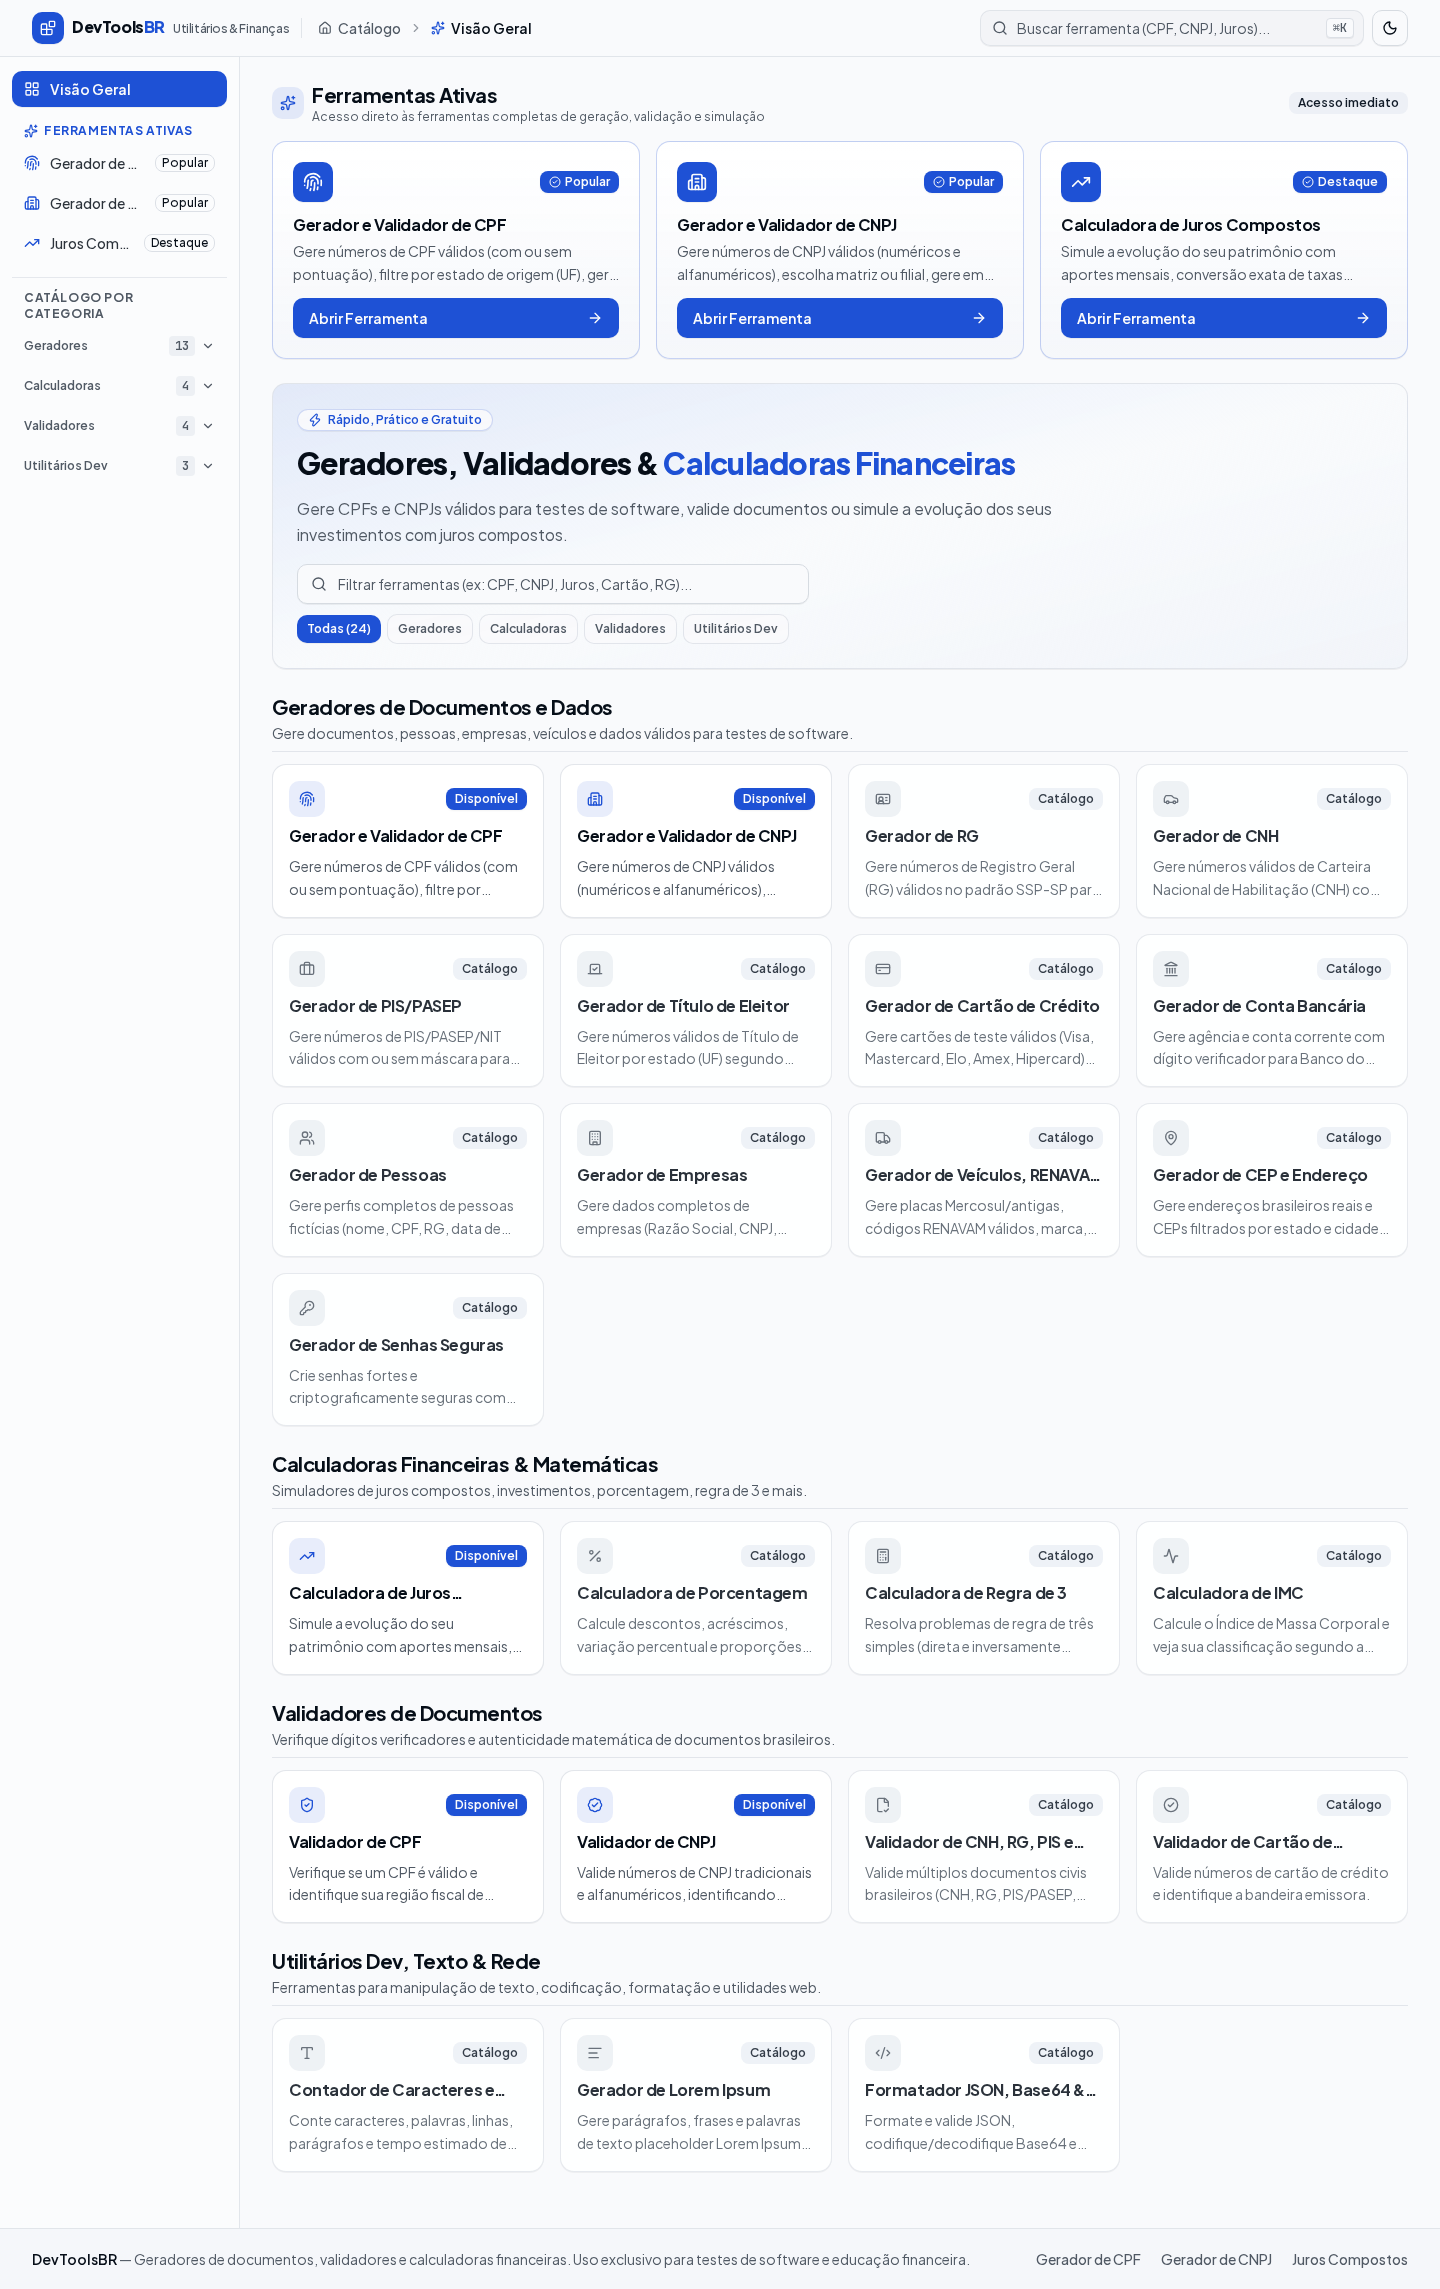 DevToolsBR Utilitários & Finanças Catálogo Visão Geral Buscar ferramenta (CPF, CNPJ, Juros)... ⌘K
Visão Geral
FERRAMENTAS ATIVAS
Gerador de ... Popular
Gerador de ... Popular
Juros Com... Destaque
CATÁLOGO POR
CATEGORIA
Geradores 13
Calculadoras 4
Validadores 4
Utilitários Dev 3
Ferramentas Ativas
Acesso direto às ferramentas completas de geração, validação e simulação
Acesso imediato
Popular
Gerador e Validador de CPF
Gere números de CPF válidos (com ou sem
pontuação), filtre por estado de origem (UF), ger...
Abrir Ferramenta
Popular
Gerador e Validador de CNPJ
Gere números de CNPJ válidos (numéricos e
alfanuméricos), escolha matriz ou filial, gere em...
Abrir Ferramenta
Destaque
Calculadora de Juros Compostos
Simule a evolução do seu patrimônio com
aportes mensais, conversão exata de taxas...
Abrir Ferramenta
Rápido, Prático e Gratuito
Geradores, Validadores & Calculadoras Financeiras
Gere CPFs e CNPJs válidos para testes de software, valide documentos ou simule a evolução dos seus
investimentos com juros compostos.
Filtrar ferramentas (ex: CPF, CNPJ, Juros, Cartão, RG)...
Todas (24) Geradores Calculadoras Validadores Utilitários Dev
Geradores de Documentos e Dados
Gere documentos, pessoas, empresas, veículos e dados válidos para testes de software.
Disponível
Gerador e Validador de CPF
Gere números de CPF válidos (com
ou sem pontuação), filtre por...
Disponível
Gerador e Validador de CNPJ
Gere números de CNPJ válidos
(numéricos e alfanuméricos),...
Catálogo
Gerador de RG
Gere números de Registro Geral
(RG) válidos no padrão SSP-SP par...
Catálogo
Gerador de CNH
Gere números válidos de Carteira
Nacional de Habilitação (CNH) co...
Catálogo
Gerador de PIS/PASEP
Gere números de PIS/PASEP/NIT
válidos com ou sem máscara para...
Catálogo
Gerador de Título de Eleitor
Gere números válidos de Título de
Eleitor por estado (UF) segundo...
Catálogo
Gerador de Cartão de Crédito
Gere cartões de teste válidos (Visa,
Mastercard, Elo, Amex, Hipercard)...
Catálogo
Gerador de Conta Bancária
Gere agência e conta corrente com
dígito verificador para Banco do...
Catálogo
Gerador de Pessoas
Gere perfis completos de pessoas
fictícias (nome, CPF, RG, data de...
Catálogo
Gerador de Empresas
Gere dados completos de
empresas (Razão Social, CNPJ,...
Catálogo
Gerador de Veículos, RENAVA...
Gere placas Mercosul/antigas,
códigos RENAVAM válidos, marca,...
Catálogo
Gerador de CEP e Endereço
Gere endereços brasileiros reais e
CEPs filtrados por estado e cidade...
Catálogo
Gerador de Senhas Seguras
Crie senhas fortes e
criptograficamente seguras com...
Calculadoras Financeiras & Matemáticas
Simuladores de juros compostos, investimentos, porcentagem, regra de 3 e mais.
Disponível
Calculadora de Juros...
Simule a evolução do seu
patrimônio com aportes mensais,...
Catálogo
Calculadora de Porcentagem
Calcule descontos, acréscimos,
variação percentual e proporções...
Catálogo
Calculadora de Regra de 3
Resolva problemas de regra de três
simples (direta e inversamente...
Catálogo
Calculadora de IMC
Calcule o Índice de Massa Corporal e
veja sua classificação segundo a...
Validadores de Documentos
Verifique dígitos verificadores e autenticidade matemática de documentos brasileiros.
Disponível
Validador de CPF
Verifique se um CPF é válido e
identifique sua região fiscal de...
Disponível
Validador de CNPJ
Valide números de CNPJ tradicionais
e alfanuméricos, identificando...
Catálogo
Validador de CNH, RG, PIS e...
Valide múltiplos documentos civis
brasileiros (CNH, RG, PIS/PASEP,...
Catálogo
Validador de Cartão de...
Valide números de cartão de crédito
e identifique a bandeira emissora.
Utilitários Dev, Texto & Rede
Ferramentas para manipulação de texto, codificação, formatação e utilidades web.
Catálogo
Contador de Caracteres e...
Conte caracteres, palavras, linhas,
parágrafos e tempo estimado de...
Catálogo
Gerador de Lorem Ipsum
Gere parágrafos, frases e palavras
de texto placeholder Lorem Ipsum...
Catálogo
Formatador JSON, Base64 &...
Formate e valide JSON,
codifique/decodifique Base64 e...
DevToolsBR — Geradores de documentos, validadores e calculadoras financeiras. Uso exclusivo para testes de software e educação financeira.
Gerador de CPF Gerador de CNPJ Juros Compostos